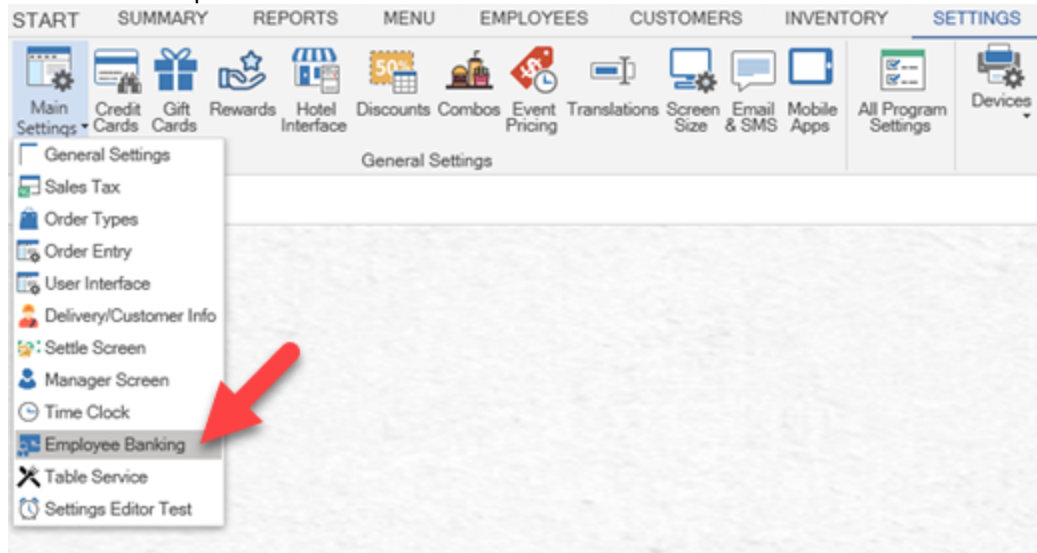 START SUMMARY REPORTS MENU EMPLOYEES CUSTOMERS INVENTORY SETTINGS
Main Settings
Credit Cards
Gift Cards
Rewards
Hotel Interface
50%
Discounts
Combos
Event Pricing
Translations
Screen Size
Email & SMS
Mobile Apps
All Program Settings
Devices
General Settings
General Settings
Sales Tax
Order Types
Order Entry
User Interface
Delivery/Customer Info
Settle Screen
Manager Screen
Time Clock
Employee Banking
Table Service
Settings Editor Test